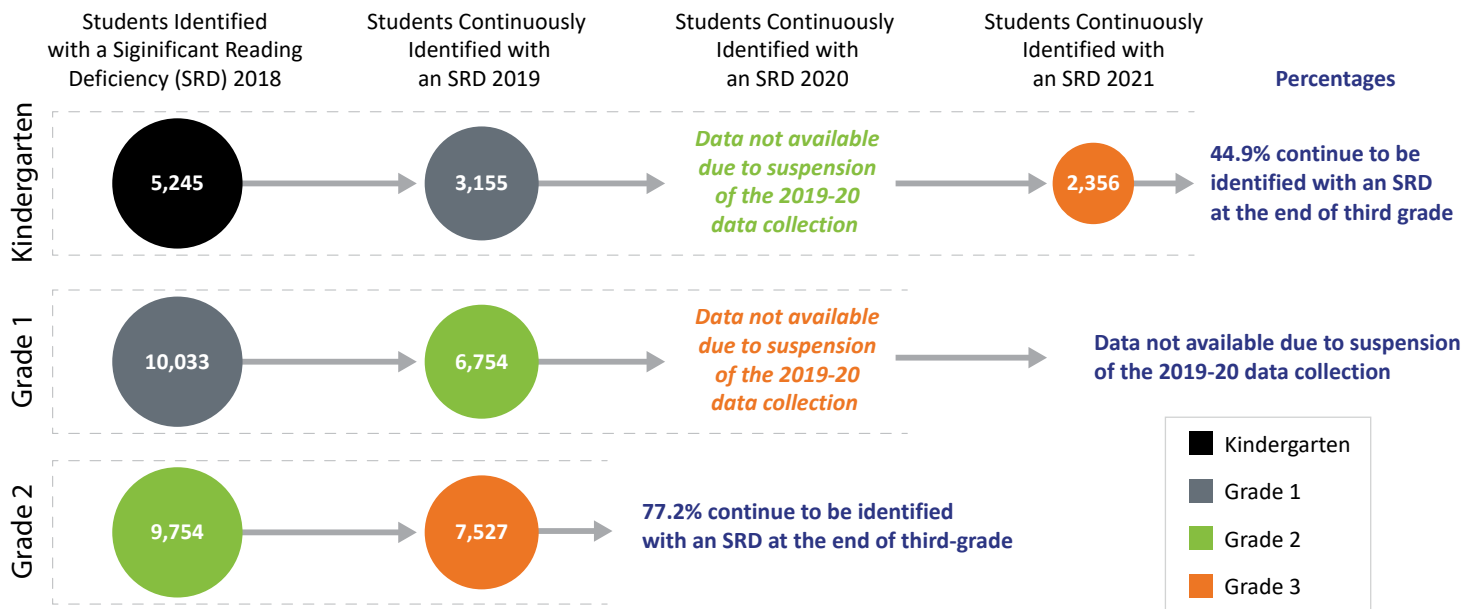 Students Identified
with a Siginificant Reading
Deficiency (SRD) 2018
Students Continuously
Identified with
an SRD 2019
Students Continuously
Identified with
an SRD 2020
Students Continuously
Identified with
an SRD 2021
Percentages
Kindergarten
5,245
3,155
Data not available
due to suspension
of the 2019-20
data collection
2,356
44.9% continue to be
identified with an SRD
at the end of third grade
Grade 1
10,033
6,754
Data not available
due to suspension
of the 2019-20
data collection
Data not available due to suspension
of the 2019-20 data collection
Grade 2
9,754
7,527
77.2% continue to be identified
with an SRD at the end of third-grade
Kindergarten
Grade 1
Grade 2
Grade 3